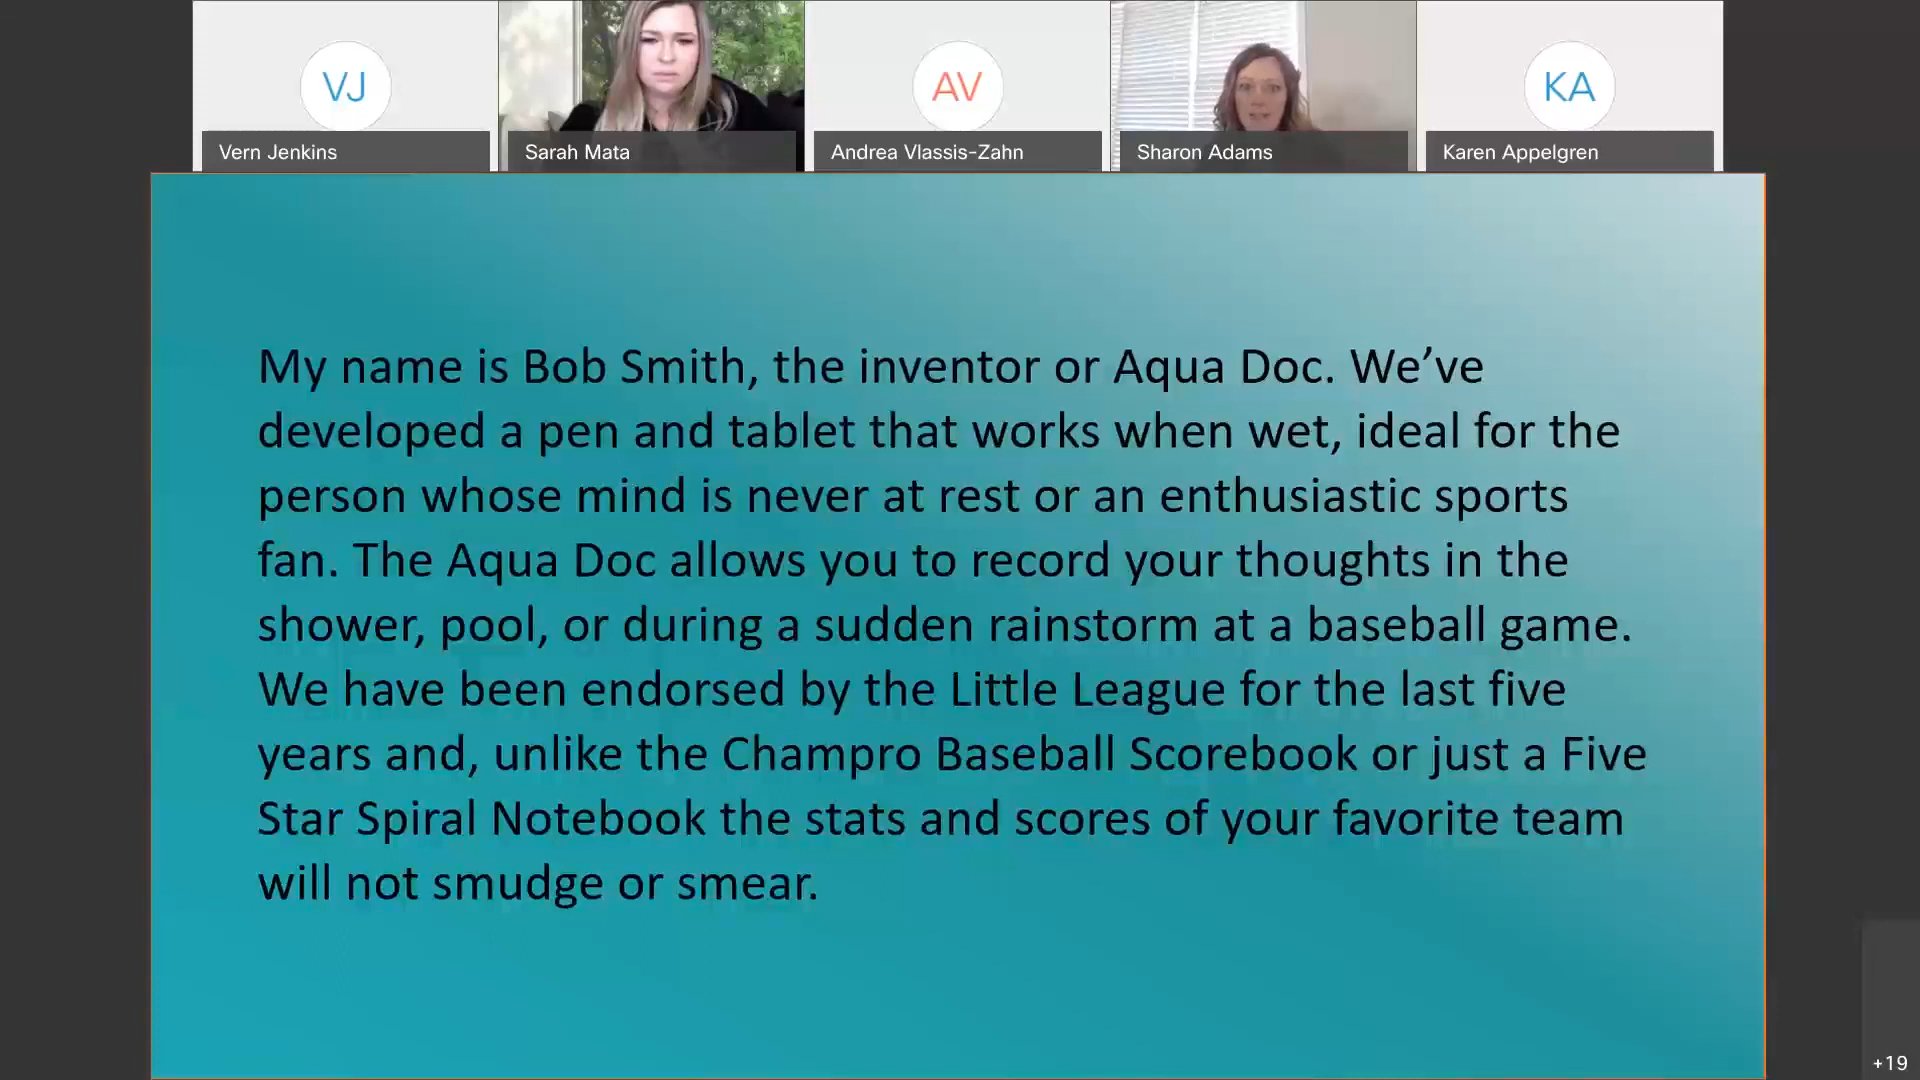 VJ
AV
KA
Vern Jenkins
Sarah Mata
Andrea Vlassis-Zahn
Sharon Adams
Karen Appelgren
My name is Bob Smith, the inventor or Aqua Doc. We’ve
developed a pen and tablet that works when wet, ideal for the
person whose mind is never at rest or an enthusiastic sports
fan. The Aqua Doc allows you to record your thoughts in the
shower, pool, or during a sudden rainstorm at a baseball game.
We have been endorsed by the Little League for the last five
years and, unlike the Champro Baseball Scorebook or just a Five
Star Spiral Notebook the stats and scores of your favorite team
will not smudge or smear.
+19